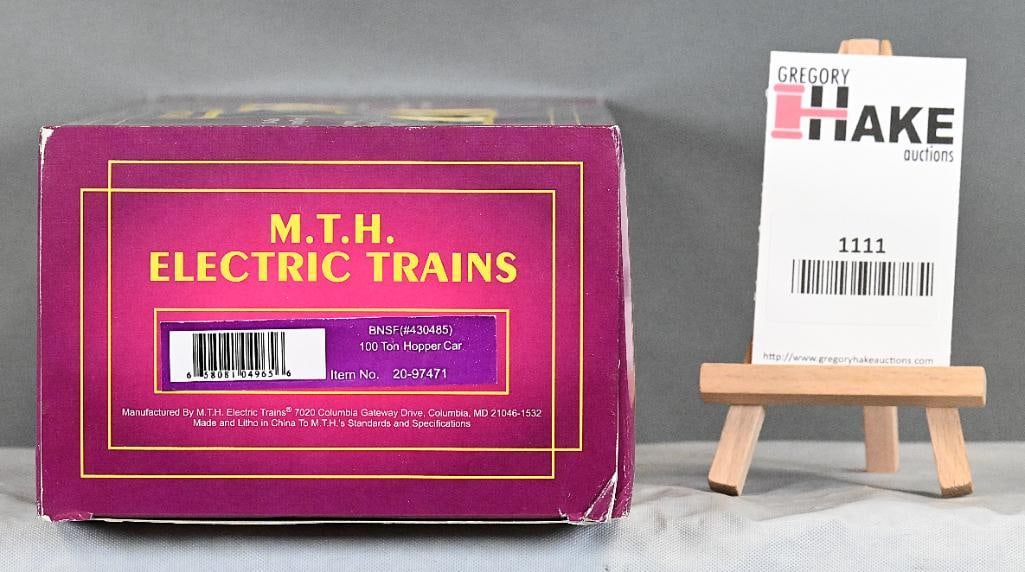 M.T.H.
ELECTRIC TRAINS
BNSF(#430485)
100 Ton Hopper Car
6 58081 04965 6
Item No. 20-97471
Manufactured By M.T.H. Electric Trains® 7020 Columbia Gateway Drive, Columbia, MD 21046-1532
Made and Litho in China To M.T.H.'s Standards and Specifications
GREGORY
HAKE
auctions
1111
http://www.gregoryhakeauctions.com